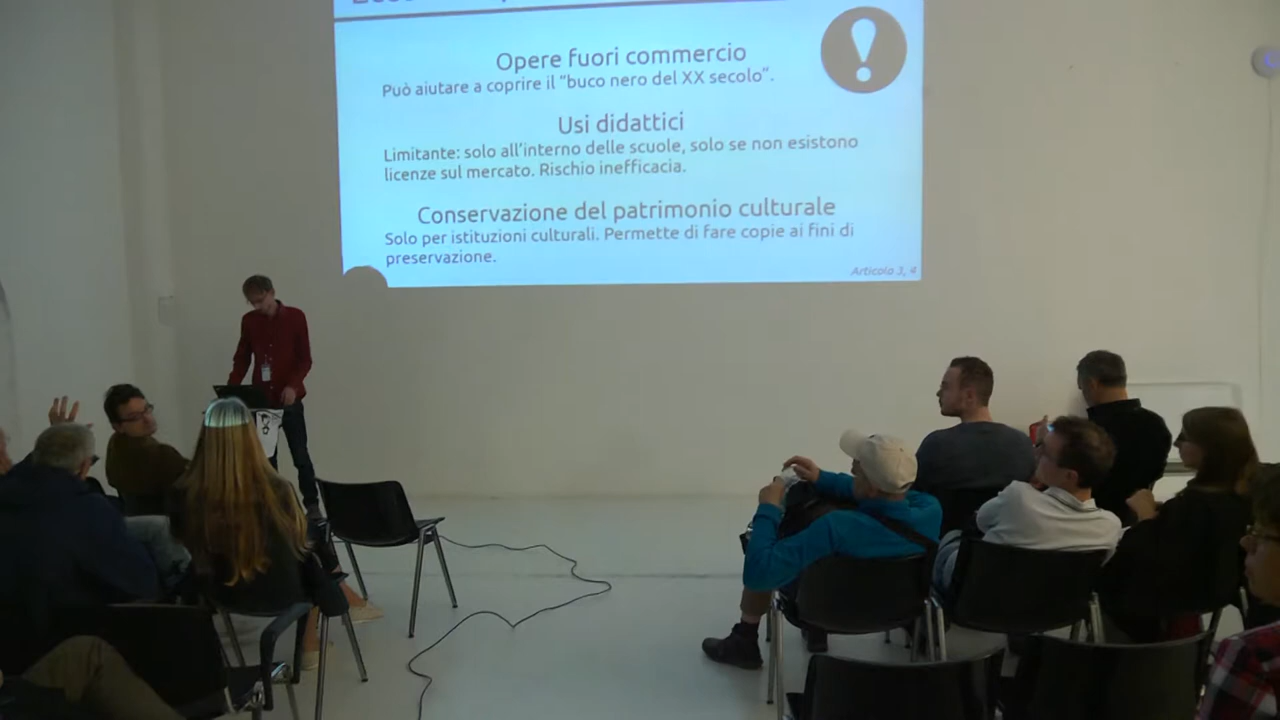 Opere fuori commercio
Può aiutare a coprire il "buco nero del XX secolo".
Usi didattici
Limitante: solo all'interno delle scuole, solo se non esistono
licenze sul mercato. Rischio inefficacia.
Conservazione del patrimonio culturale
Solo per istituzioni culturali. Permette di fare copie ai fini di
preservazione.
Articolo 3, 4